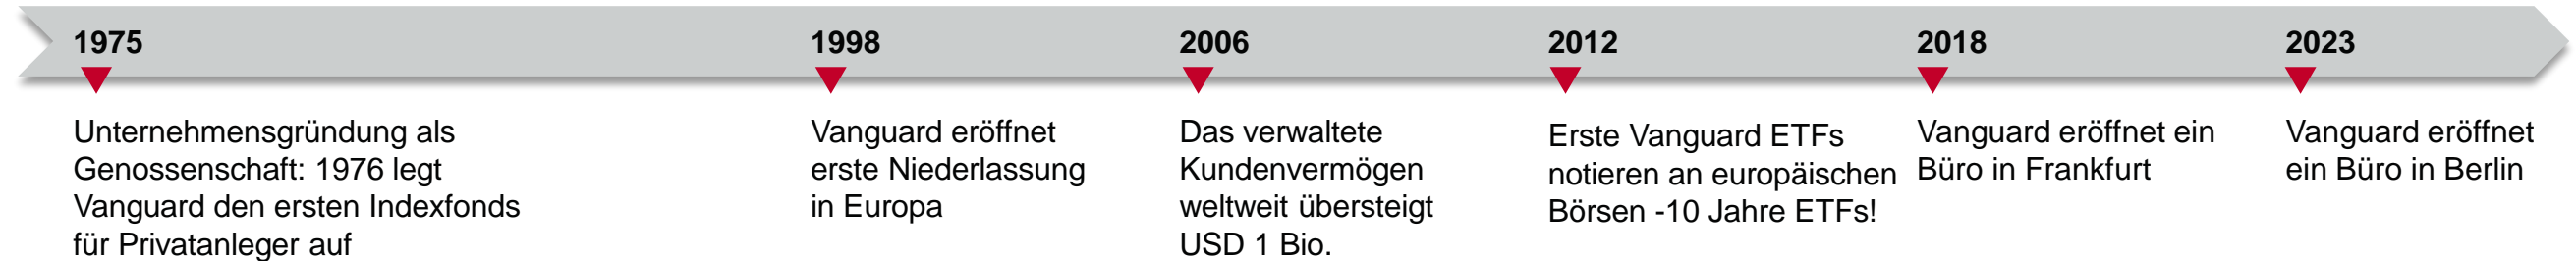 1975
Unternehmensgründung als
Genossenschaft: 1976 legt
Vanguard den ersten Indexfonds
für Privatanleger auf
1998
Vanguard eröffnet
erste Niederlassung
in Europa
2006
Das verwaltete
Kundenvermögen
weltweit übersteigt
USD 1 Bio.
2012
Erste Vanguard ETFs
notieren an europäischen
Börsen -10 Jahre ETFs!
2018
Vanguard eröffnet ein
Büro in Frankfurt
2023
Vanguard eröffnet
ein Büro in Berlin